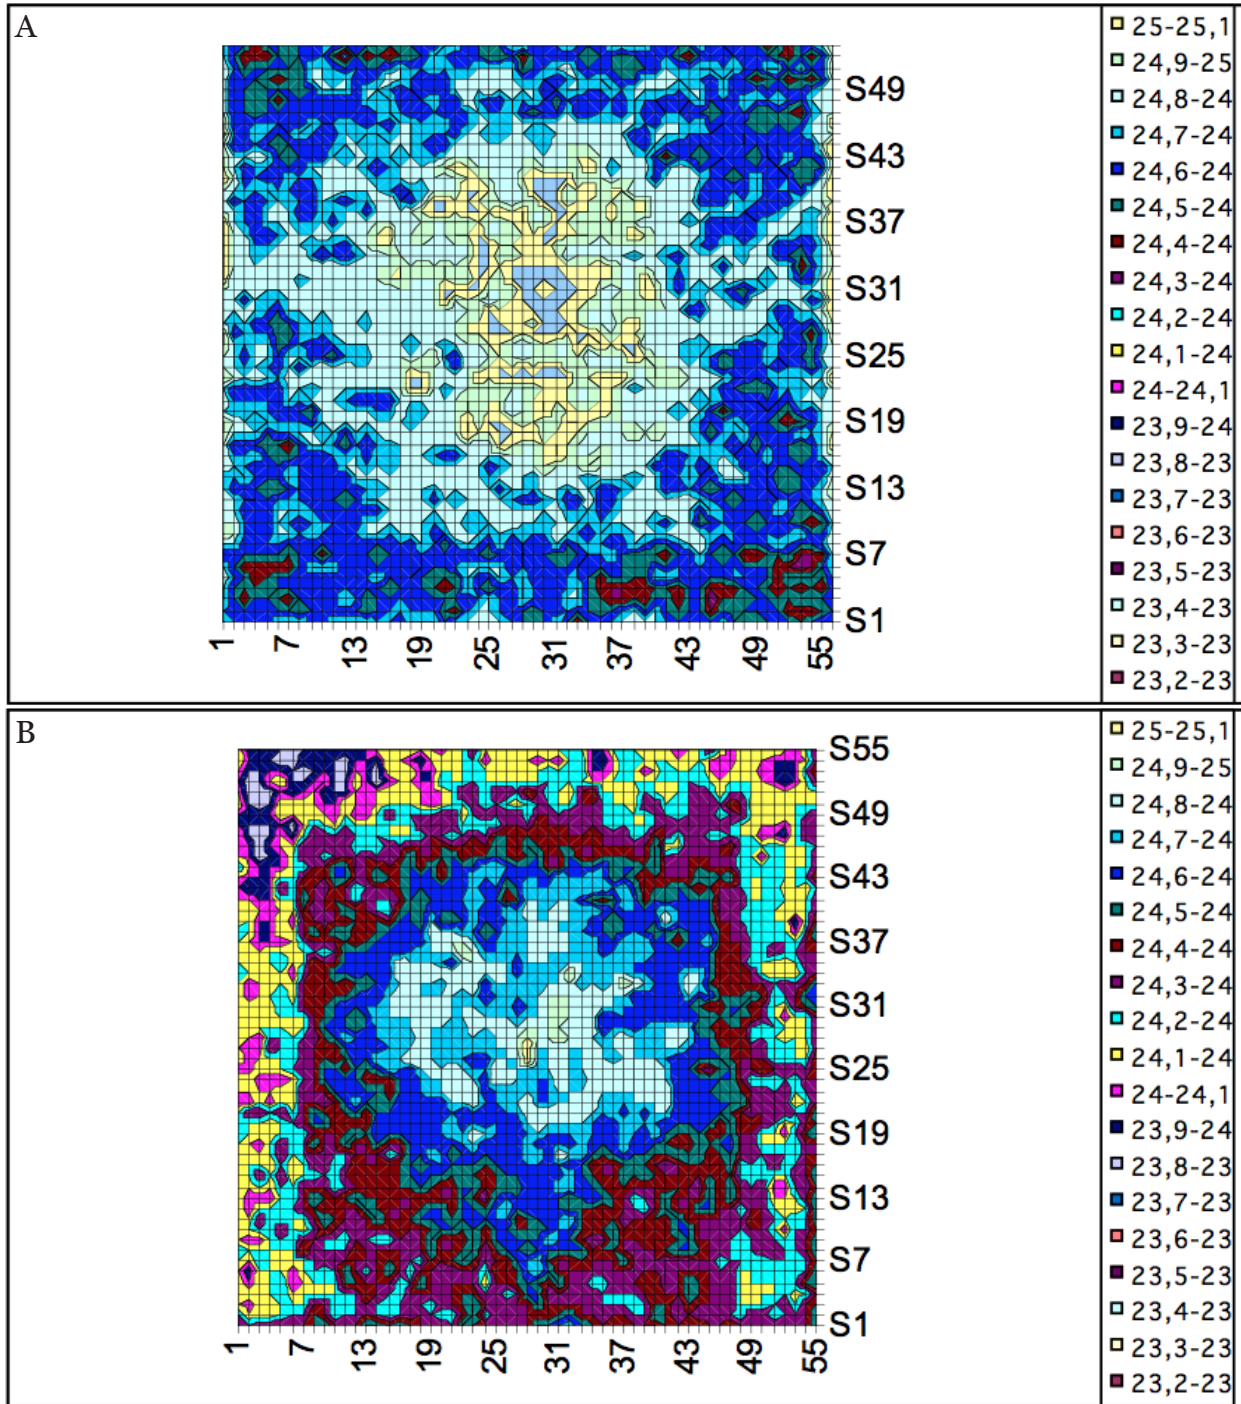 A
25-25,1
24,9-25
24,8-24
24,7-24
24,6-24
24,5-24
24,4-24
24,3-24
24,2-24
24,1-24
24-24,1
23,9-24
23,8-23
23,7-23
23,6-23
23,5-23
23,4-23
23,3-23
23,2-23
S49
S43
S37
S31
S25
S19
S13
S7
S1
1 7 13 19 25 31 37 43 49 55
B
25-25,1
24,9-25
24,8-24
24,7-24
24,6-24
24,5-24
24,4-24
24,3-24
24,2-24
24,1-24
24-24,1
23,9-24
23,8-23
23,7-23
23,6-23
23,5-23
23,4-23
23,3-23
23,2-23
S55
S49
S43
S37
S31
S25
S19
S13
S7
S1
1 7 13 19 25 31 37 43 49 55